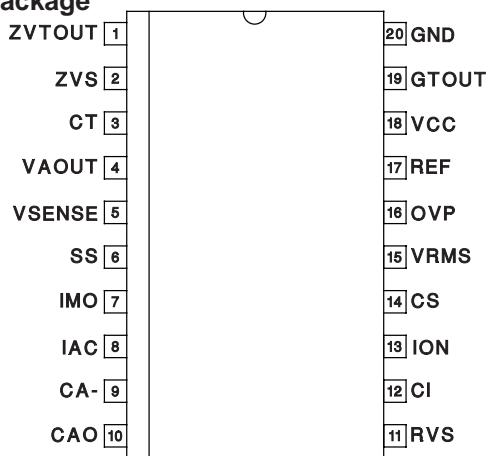 ackage
ZVTOUT 1 20 GND
ZVS 2 19 GTOUT
CT 3 18 VCC
VAOUT 4 17 REF
VSENSE 5 16 OVP
SS 6 15 VRMS
IMO 7 14 CS
IAC 8 13 ION
CA- 9 12 CI
CAO 10 11 RVS